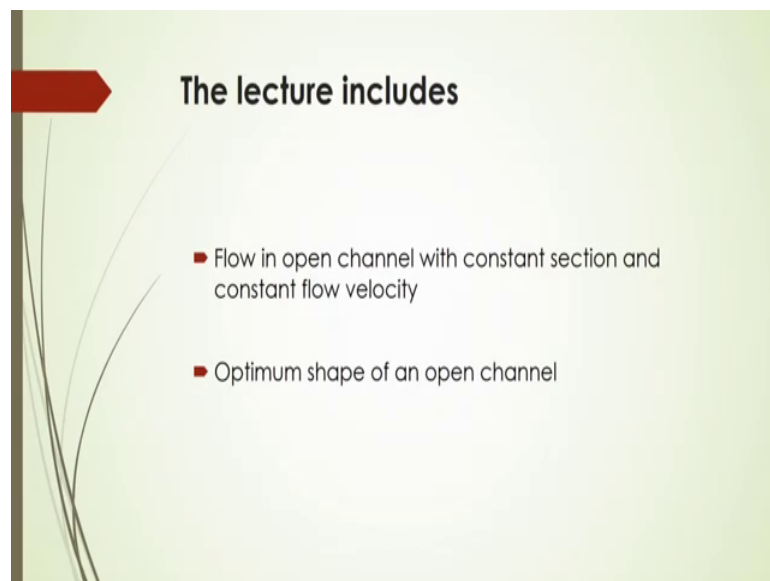 The lecture includes
Flow in open channel with constant section and
constant flow velocity
Optimum shape of an open channel